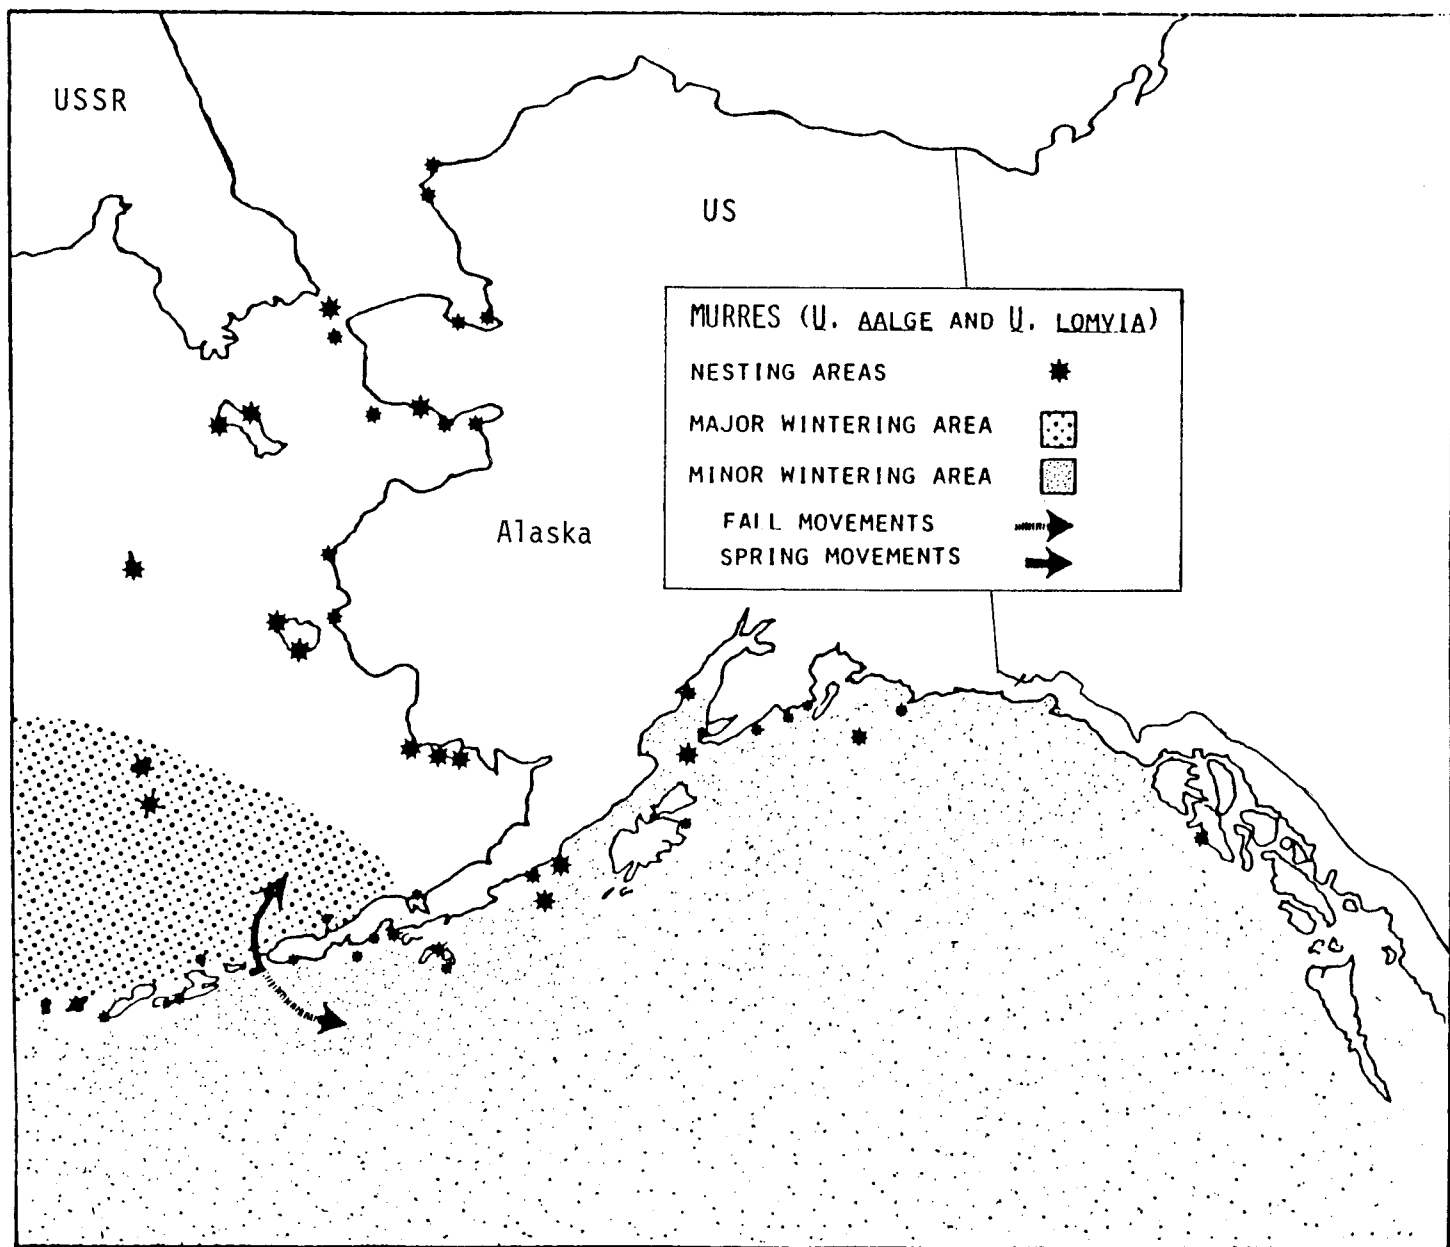 USSR
US
MURRES (U. AALGE AND U. LOMVIA)
NESTING AREAS
MAJOR WINTERING AREA
MINOR WINTERING AREA
FALL MOVEMENTS
SPRING MOVEMENTS
Alaska